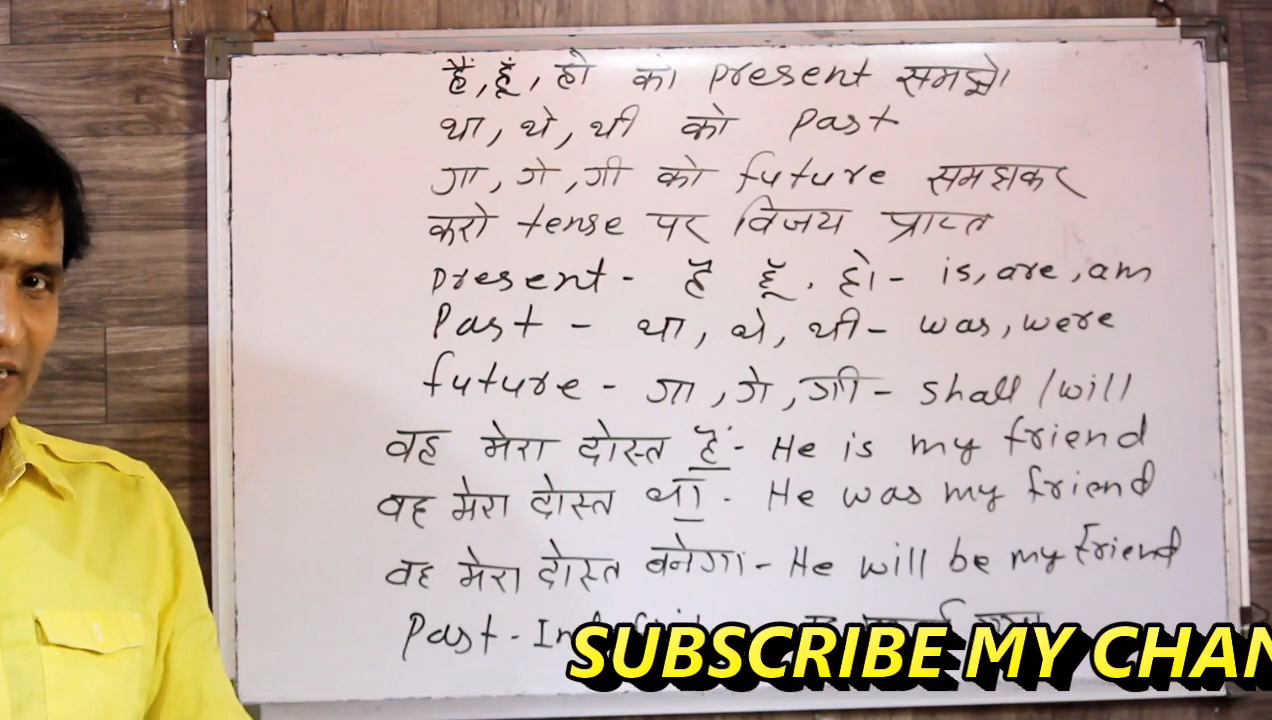 हैं, हूँ, हो को present समझो
था, थे, थी को Past
गा, गे, गी को future समझकर
करो tense पर विजय प्राप्त
present - है हूँ, हो - is, are, am
Past - था, थे, थी - was, were
future - गा, गे, गी - shall / will
वह मेरा दोस्त हैं - He is my friend
वह मेरा दोस्त था - He was my friend
वह मेरा दोस्त बनेगा - He will be my friend
Past -
SUBSCRIBE MY CHAN